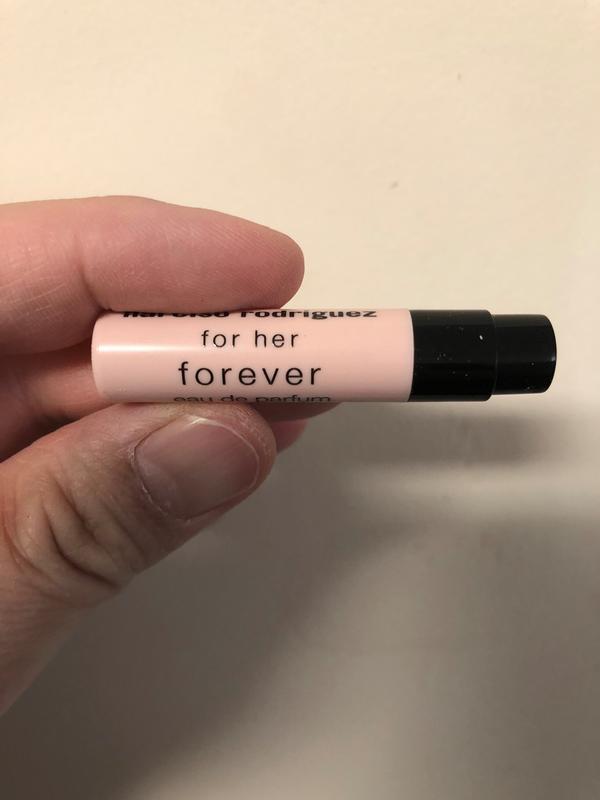 narciso rodriguez
for her
forever
eau de parfum